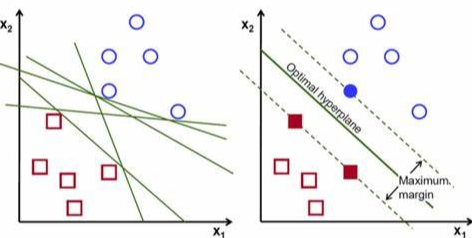 x₂
x₁
x₂
Optimal hyperplane
Maximum
margin
x₁